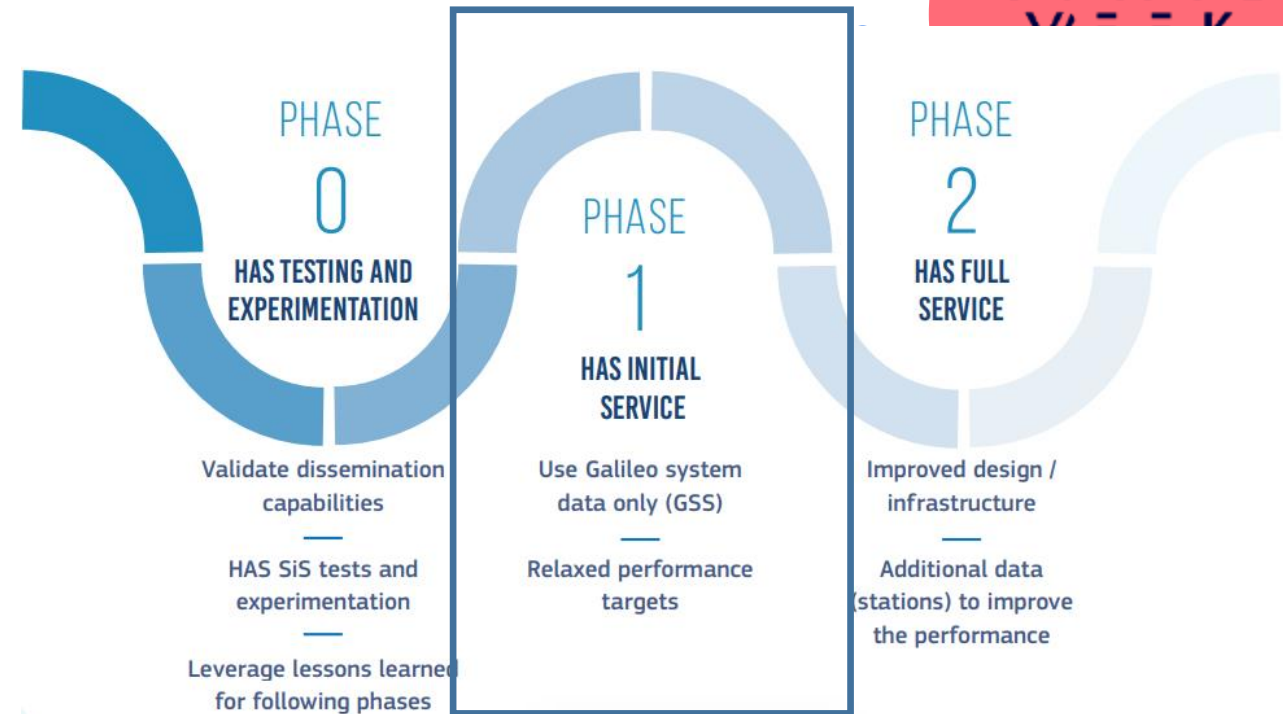 PHASE
0
HAS TESTING AND
EXPERIMENTATION
Validate dissemination
capabilities
HAS SiS tests and
experimentation
Leverage lessons learned
for following phases
PHASE
1
HAS INITIAL
SERVICE
Use Galileo system
data only (GSS)
Relaxed performance
targets
PHASE
2
HAS FULL
SERVICE
Improved design /
infrastructure
Additional data
(stations) to improve
the performance